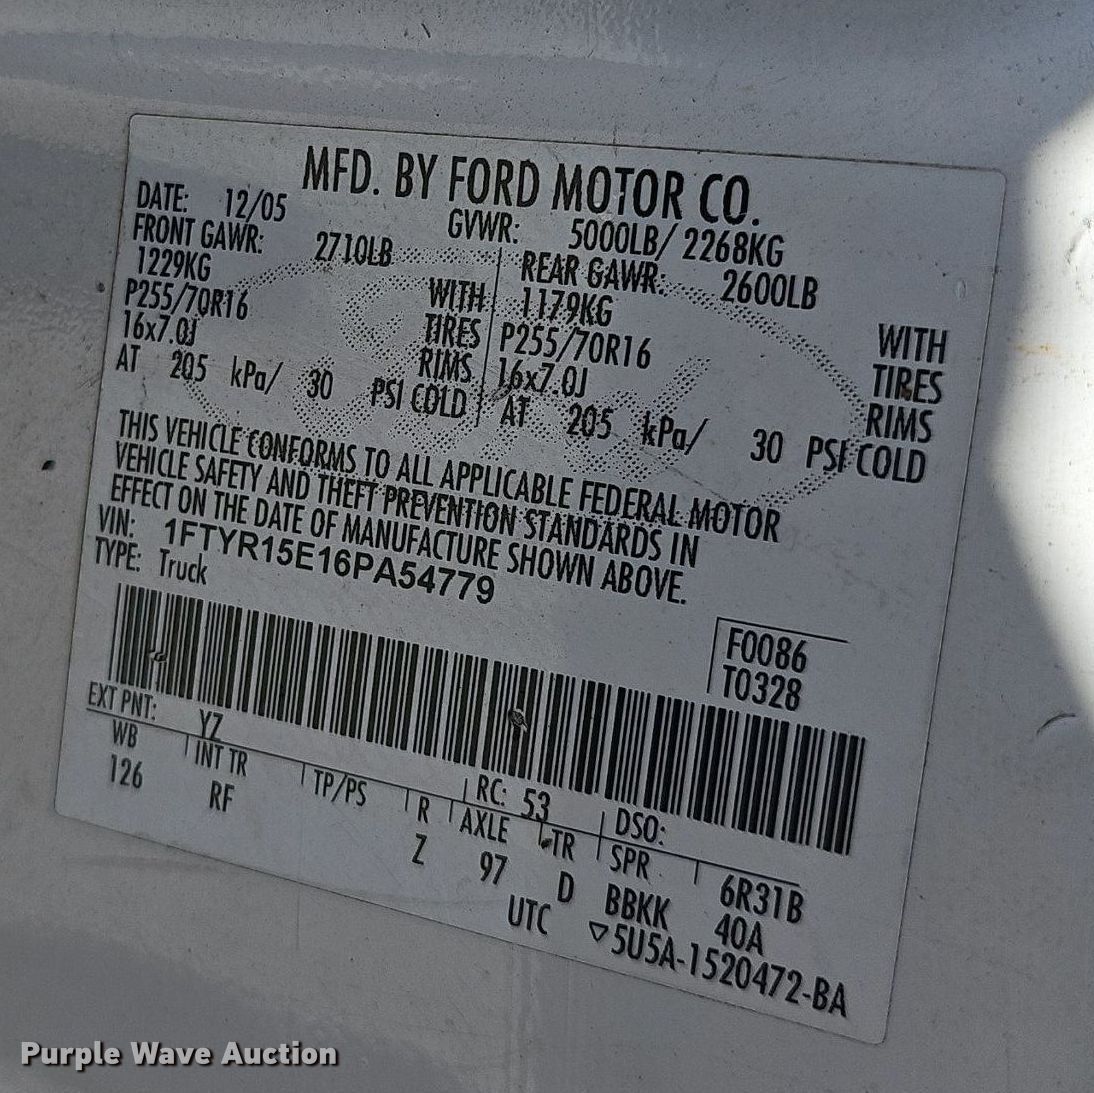 MFD. BY FORD MOTOR CO.
DATE: 12/05 GVWR: 5000LB/ 2268KG
FRONT GAWR: 2710LB REAR GAWR: 2600LB
1229KG WITH 1179KG WITH
P255/70R16 TIRES P255/70R16 TIRES
16x7.0J RIMS 16x7.0J RIMS
AT 205 kPa/ 30 PSI COLD AT 205 kPa/ 30 PSI COLD
THIS VEHICLE CONFORMS TO ALL APPLICABLE FEDERAL MOTOR
VEHICLE SAFETY AND THEFT PREVENTION STANDARDS IN
EFFECT ON THE DATE OF MANUFACTURE SHOWN ABOVE.
VIN: 1FTYR15E16PA54779
TYPE: Truck
F0086
T0328
EXT PNT: YZ RC: 53 DSO:
WB INT TR TP/PS R AXLE TR SPR 6R31B
126 RF Z 97 D BBKK 40A
UTC ▽5U5A-1520472-BA
Purple Wave Auction